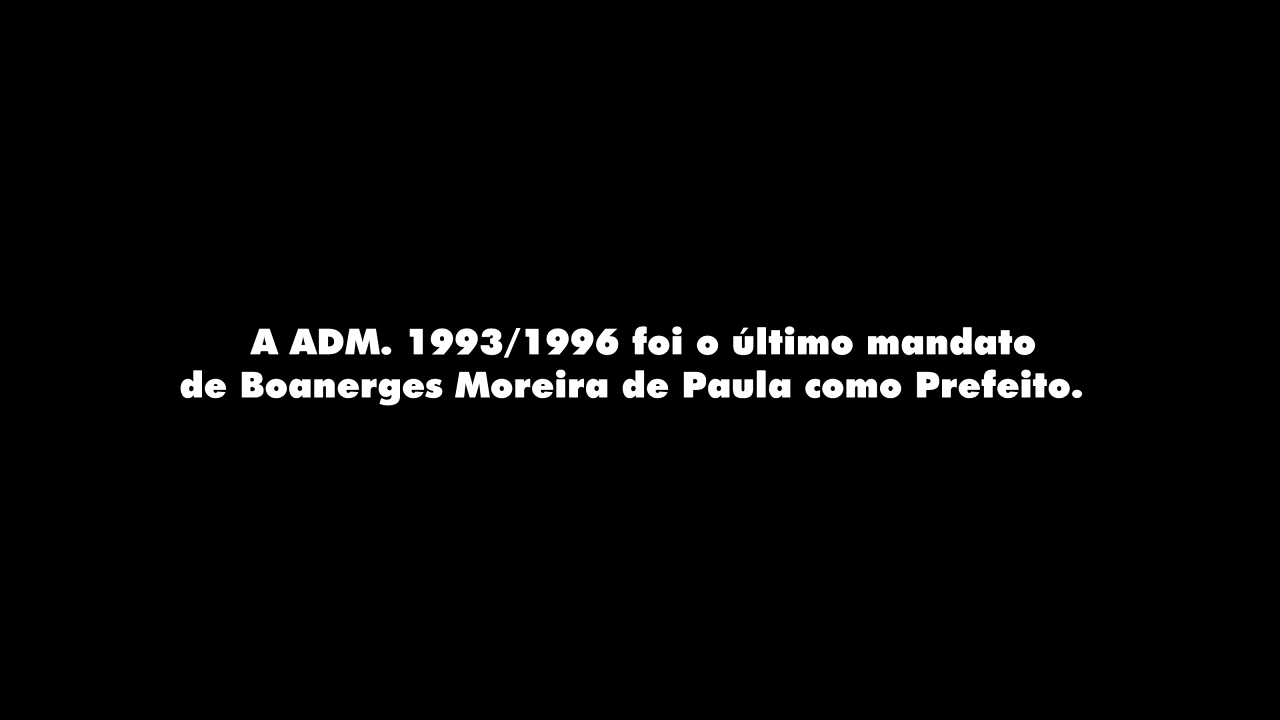 A ADM. 1993/1996 foi o último mandato
de Boanerges Moreira de Paula como Prefeito.